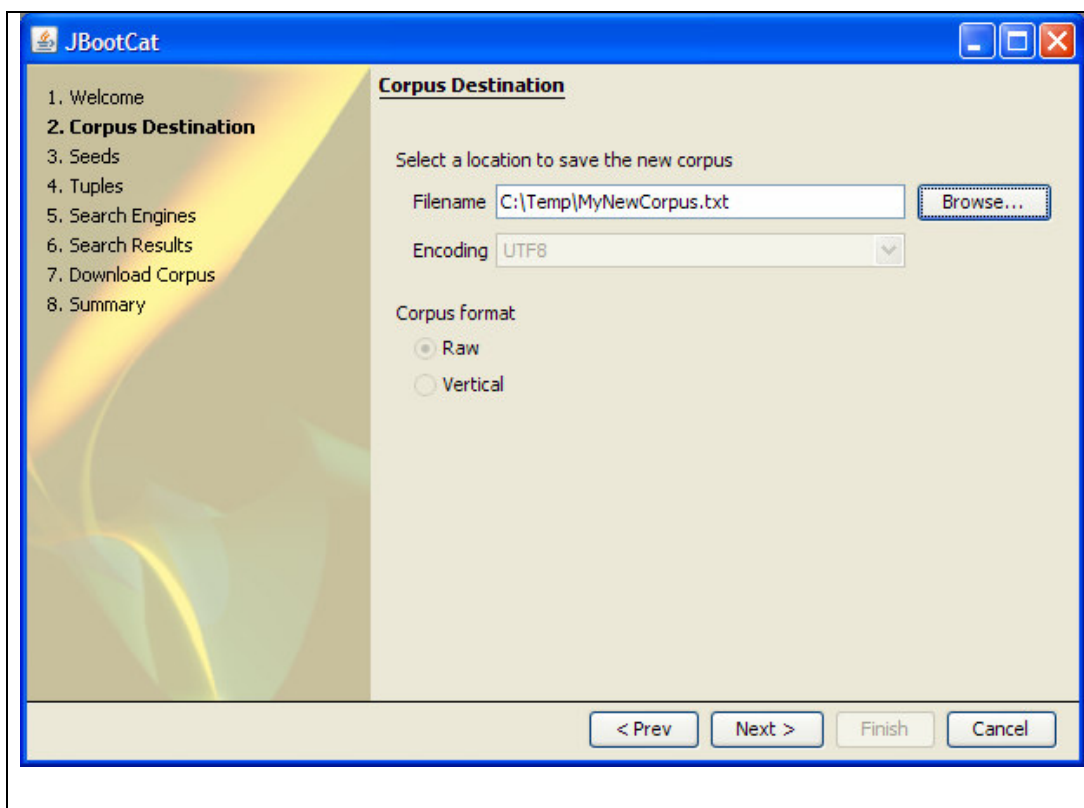 JBootCat
1. Welcome
2. Corpus Destination
3. Seeds
4. Tuples
5. Search Engines
6. Search Results
7. Download Corpus
8. Summary
Corpus Destination
Select a location to save the new corpus
Filename C:\Temp\MyNewCorpus.txt Browse...
Encoding UTF8
Corpus format
Raw
Vertical
< Prev Next > Finish Cancel